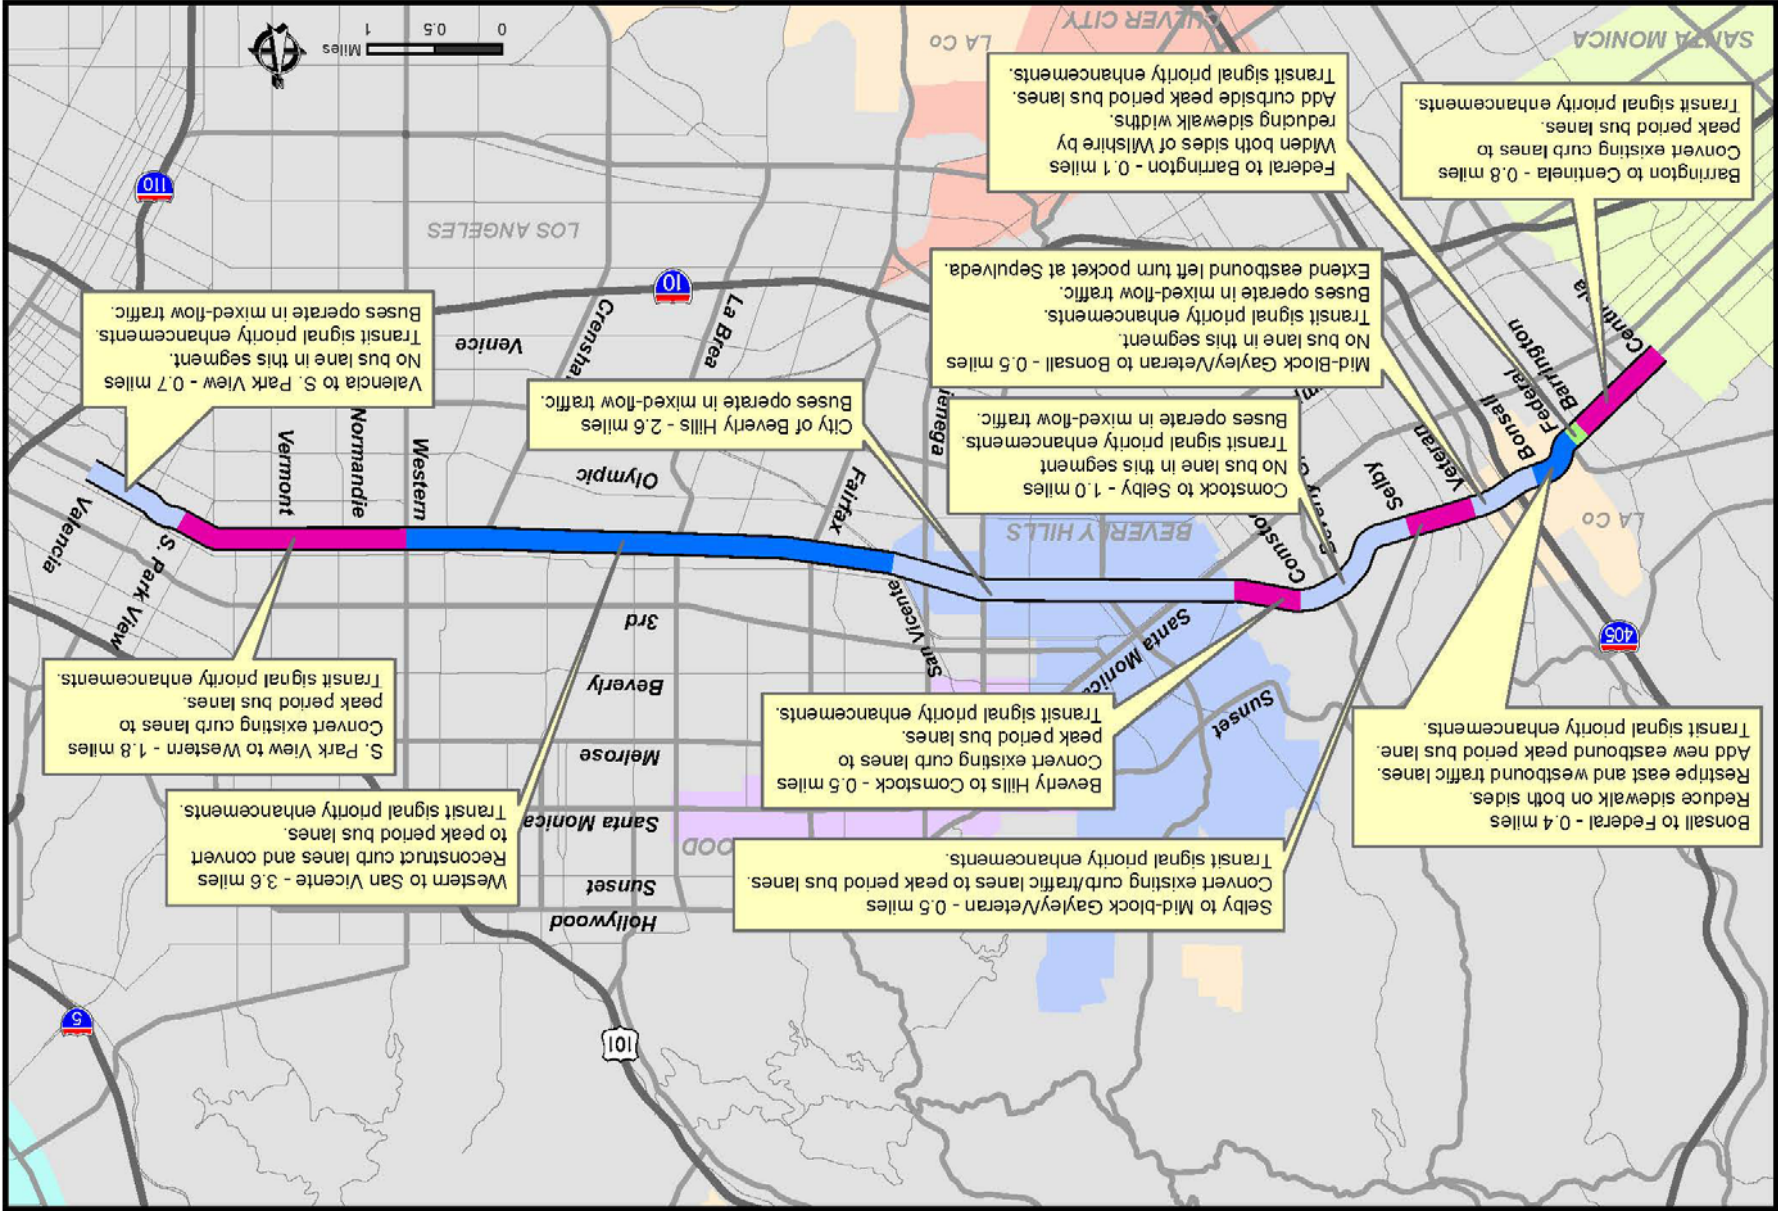 5
101
Hollywood
Sunset
Santa Monica
Melrose
Beverly
3rd
OOD
Selby to Mid-block Gayley/Veteran - 0.5 miles
Convert existing curb/traffic lanes to peak period bus lanes.
Transit signal priority enhancements.
Western to San Vicente - 3.6 miles
Reconstruct curb lanes and convert
to peak period bus lanes.
Transit signal priority enhancements.
Bonsall to Federal - 0.4 miles
Reduce sidewalk on both sides.
Restripe east and westbound traffic lanes.
Add new eastbound peak period bus lane.
Transit signal priority enhancements.
Beverly Hills to Comstock - 0.5 miles
Convert existing curb lanes to
peak period bus lanes.
Transit signal priority enhancements.
S. Park View to Western - 1.8 miles
Convert existing curb lanes to
peak period bus lanes.
Transit signal priority enhancements.
Sunset
Santa Monica
San Vicente
405
LA Co
S. Park View
Valencia
BEVERLY HILLS
Centi
Barrington
Federal
Bonsall
Veteran
Selby
Beverly
Comstoc
Fairfax
Olympic
Western
Normandie
Vermont
Comstock to Selby - 1.0 miles
No bus lane in this segment
Transit signal priority enhancements.
Buses operate in mixed-flow traffic.
ienega
City of Beverly Hills - 2.6 miles
Buses operate in mixed-flow traffic.
Mid-Block Gayley/Veteran to Bonsall - 0.5 miles
No bus lane in this segment.
Transit signal priority enhancements.
Buses operate in mixed-flow traffic.
Extend eastbound left turn pocket at Sepulveda.
La Brea
Crensha
Venice
Valencia to S. Park View - 0.7 miles
No bus lane in this segment.
Transit signal priority enhancements.
Buses operate in mixed-flow traffic.
10
LOS ANGELES
110
Barrington to Centinela - 0.8 miles
Convert existing curb lanes to
peak period bus lanes.
Transit signal priority enhancements.
Federal to Barrington - 0.1 miles
Widen both sides of Wilshire by
reducing sidewalk widths.
Add curbside peak period bus lanes.
Transit signal priority enhancements.
SANTA MONICA
CULVER CITY
LA Co
0 0.5 1
Miles